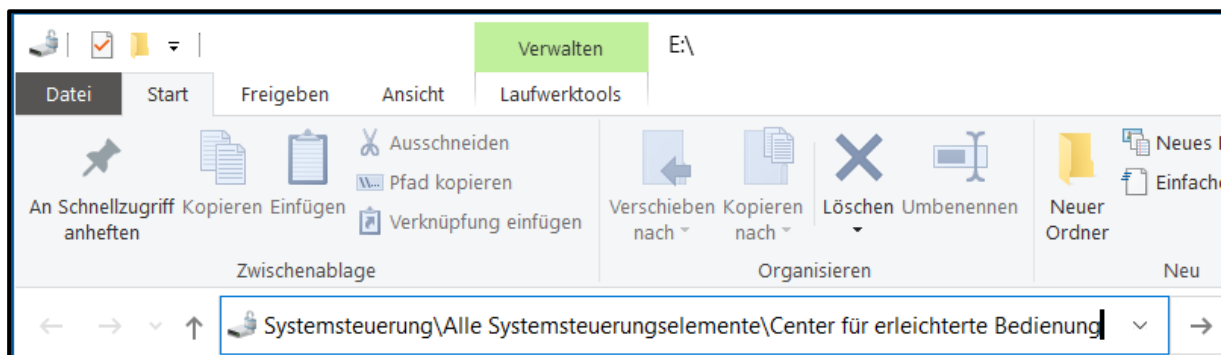 Verwalten E:\
Datei Start Freigeben Ansicht Laufwerktools
Ausschneiden
Pfad kopieren
Verknüpfung einfügen
An Schnellzugriff anheften
Kopieren
Einfügen
Verschieben nach
Kopieren nach
Löschen
Umbenennen
Neuer Ordner
Neues
Zwischenablage
Organisieren
Neu
Systemsteuerung\Alle Systemsteuerungselemente\Center für erleichterte Bedienung